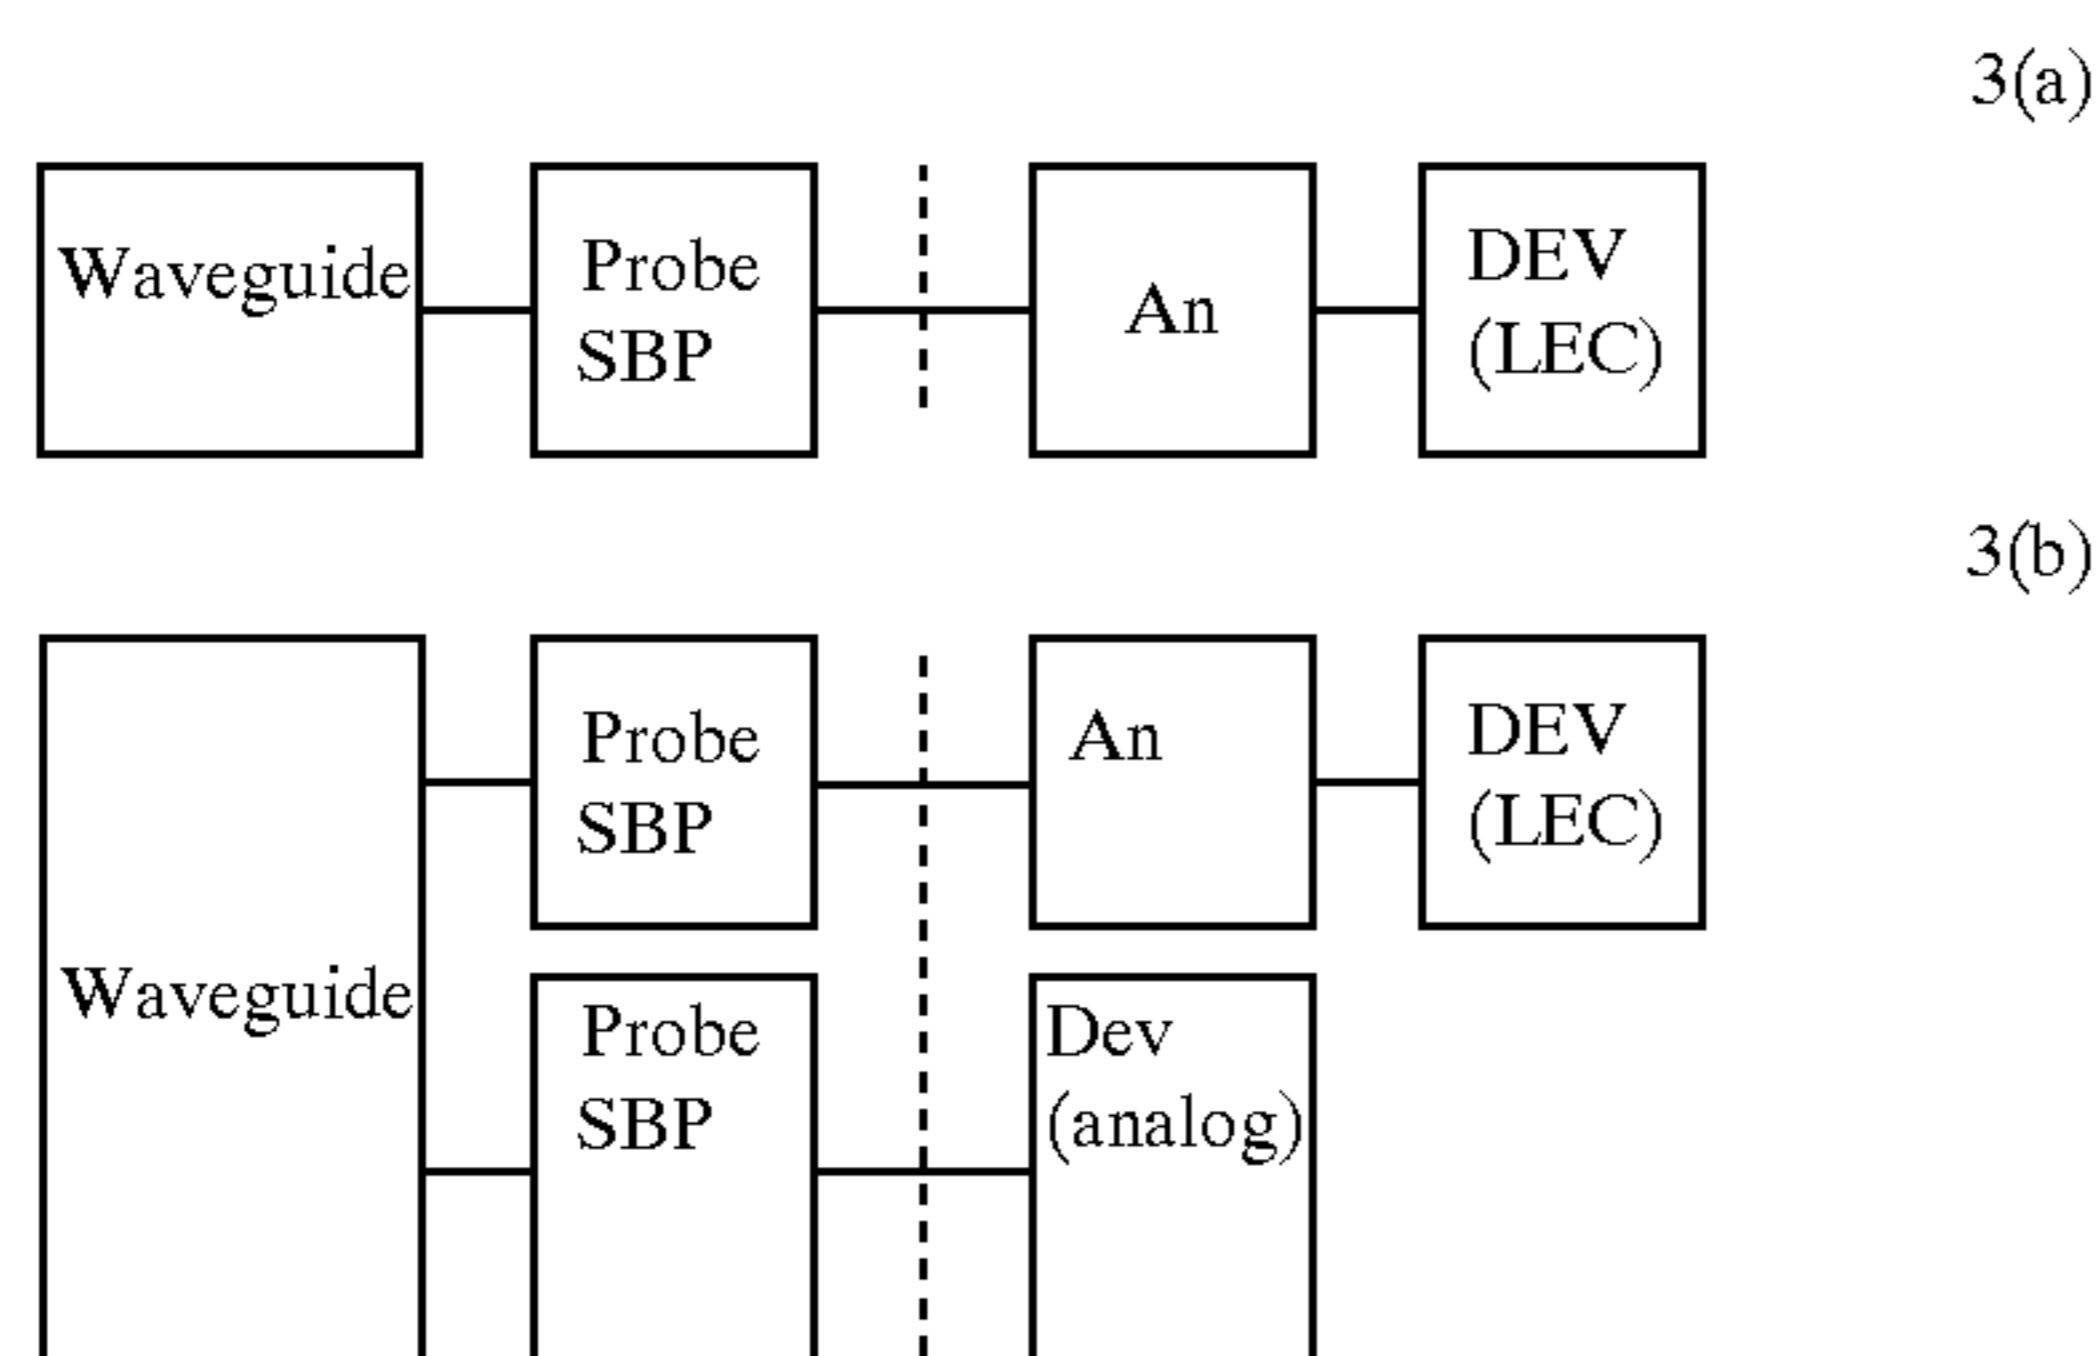 3(a)
Waveguide
Probe
SBP
An
DEV
(LEC)
3(b)
Waveguide
Probe
SBP
An
DEV
(LEC)
Probe
SBP
Dev
(analog)